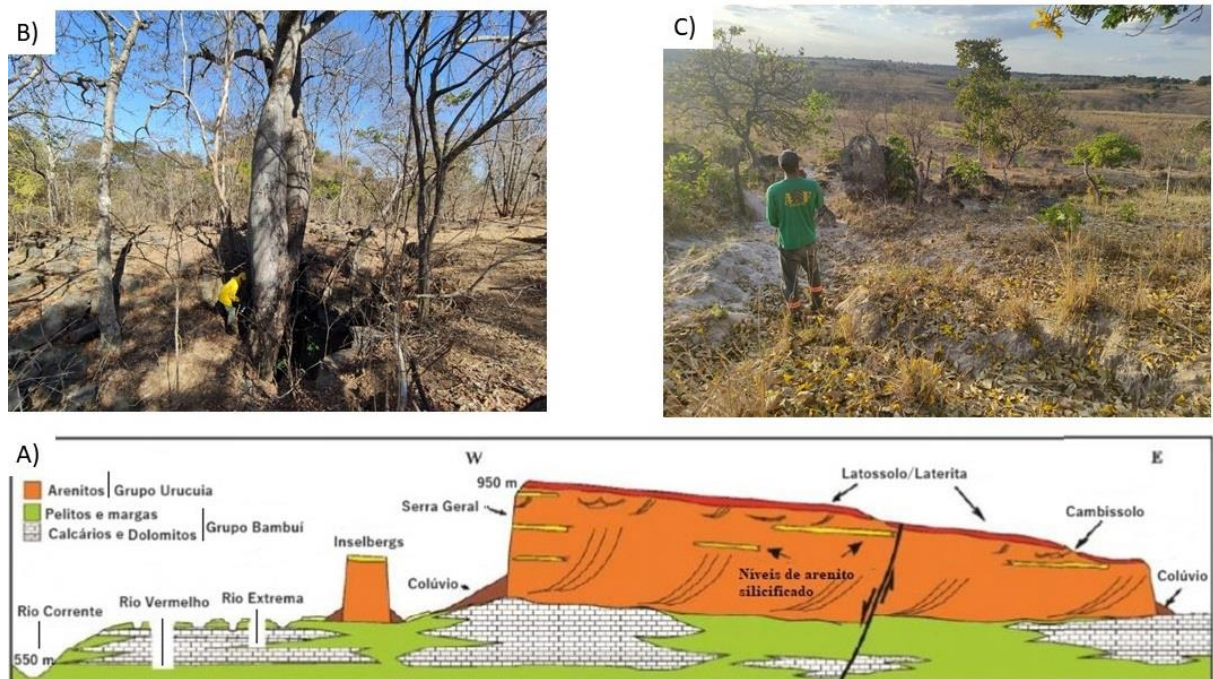 B)
C)
A)
W
E
950 m
Latossolo/Laterita
Arenitos | Grupo Urucuia
Serra Geral
Pelitos e margas
Cambissolo
Calcários e Dolomitos | Grupo Bambuí
Inselbergs
Níveis de arenito
silicificado
Colúvio
Colúvio
Rio Corrente
Rio Vermelho
Rio Extrema
550 m